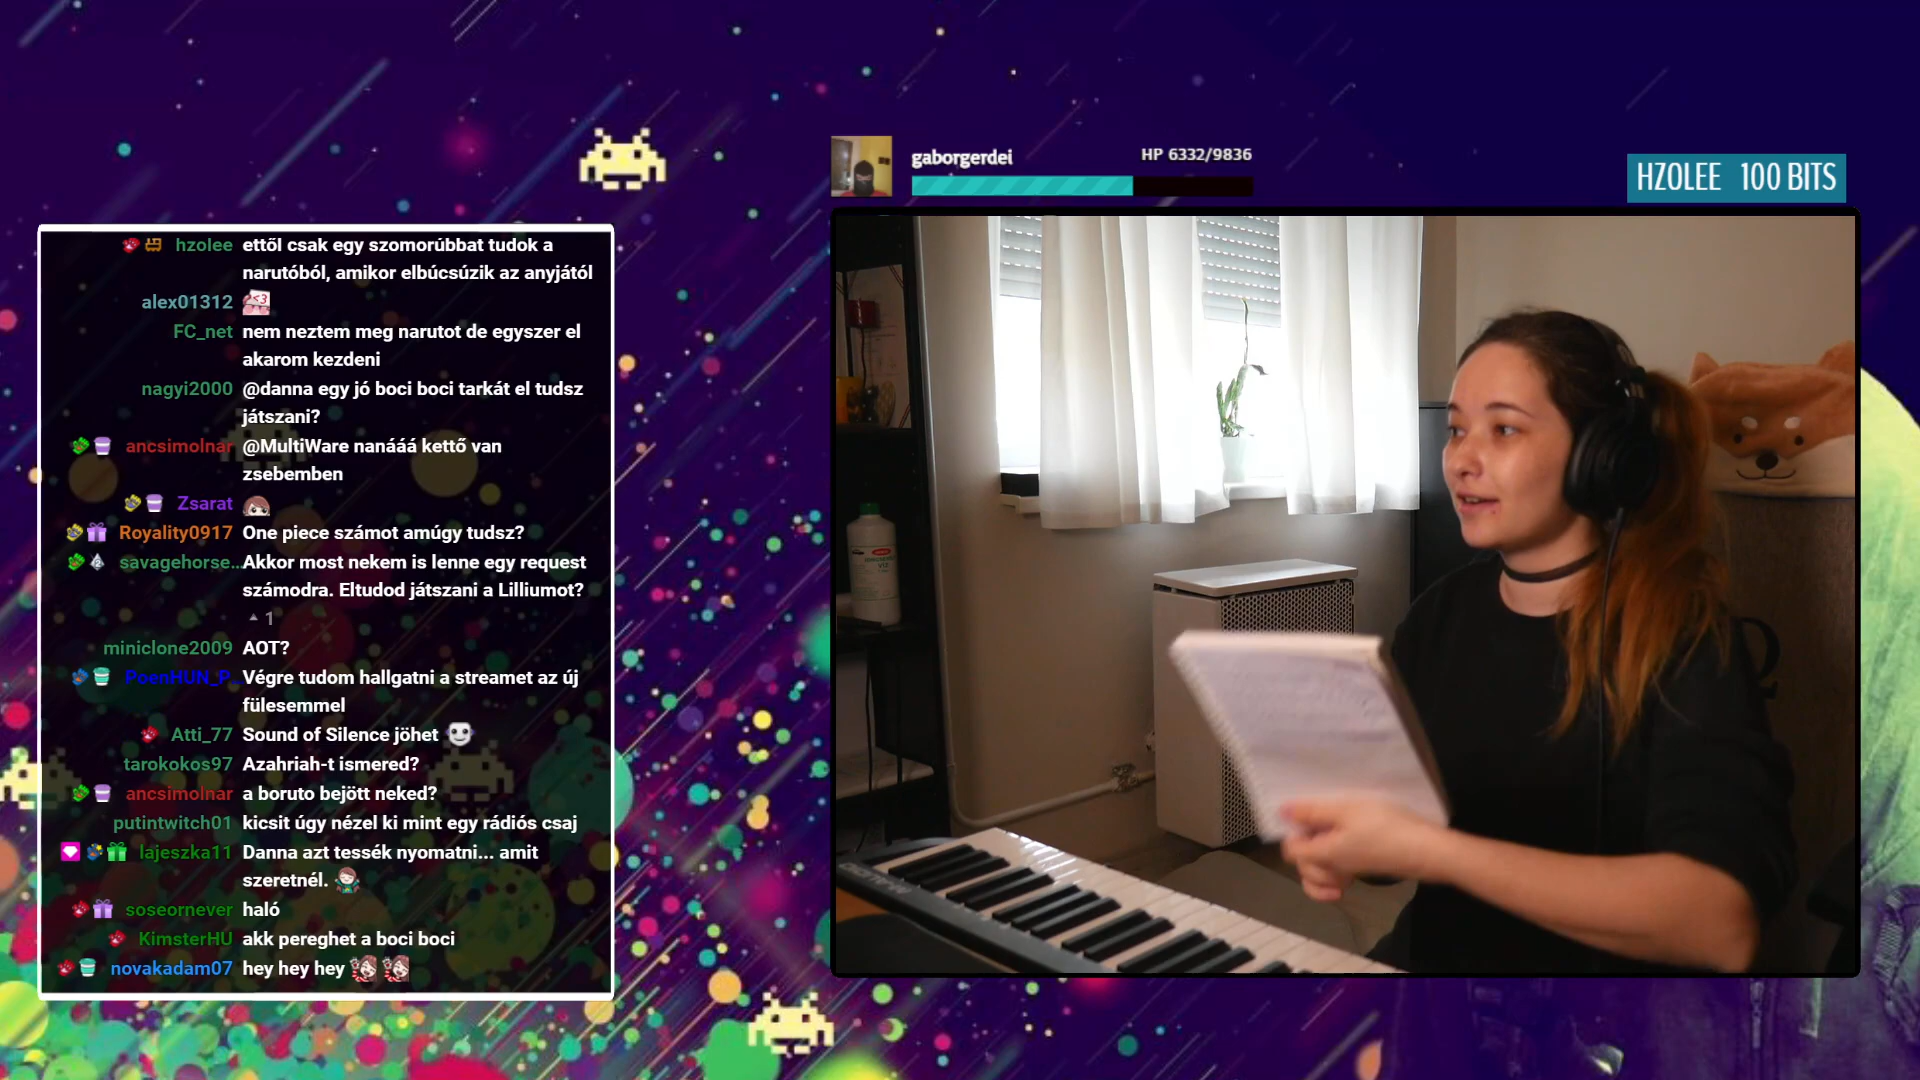 gaborgerdei HP 6332/9836
HZOLEE 100 BITS
hzolee ettől csak egy szomorúbbat tudok a
narutóból, amikor elbúcsúzik az anyjától
alex01312 <3
FC_net nem neztem meg narutot de egyszer el
akarom kezdeni
nagyi2000 @danna egy jó boci boci tarkát el tudsz
játszani?
ancsimolnar @MultiWare nanááá kettő van
zsebemben
Zsarat
Royality0917 One piece számot amúgy tudsz?
savagehorse... Akkor most nekem is lenne egy request
számodra. Eltudod játszani a Lilliumot?
1
miniclone2009 AOT?
PoenHUN_P... Végre tudom hallgatni a streamet az új
fülesemmel
Atti_77 Sound of Silence jöhet
tarokokos97 Azahriah-t ismered?
ancsimolnar a boruto bejött neked?
putintwitch01 kicsit úgy nézel ki mint egy rádiós csaj
lajeszka11 Danna azt tessék nyomatni... amit
szeretnél.
soseornever haló
KimsterHU akk pereghet a boci boci
novakadam07 hey hey hey